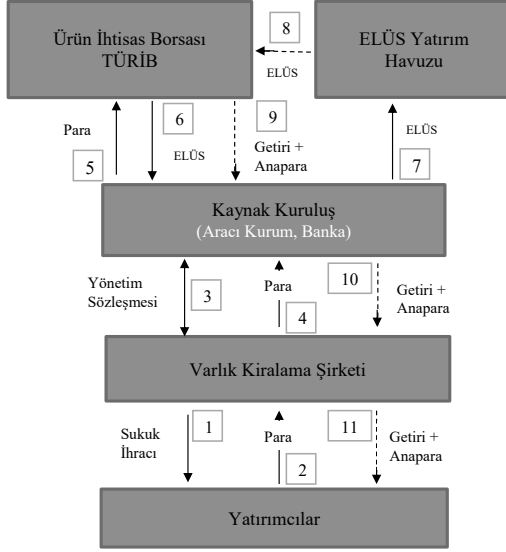 8
Ürün İhtisas Borsası
TÜRİB
ELÜS Yatırım
Havuzu
ELÜS
Para
5
6
ELÜS
9
Getiri +
Anapara
ELÜS
7
Kaynak Kuruluş
(Aracı Kurum, Banka)
Yönetim
Sözleşmesi
3
Para
4
10
Getiri +
Anapara
Varlık Kiralama Şirketi
Sukuk
İhracı
1
Para
2
11
Getiri +
Anapara
Yatırımcılar